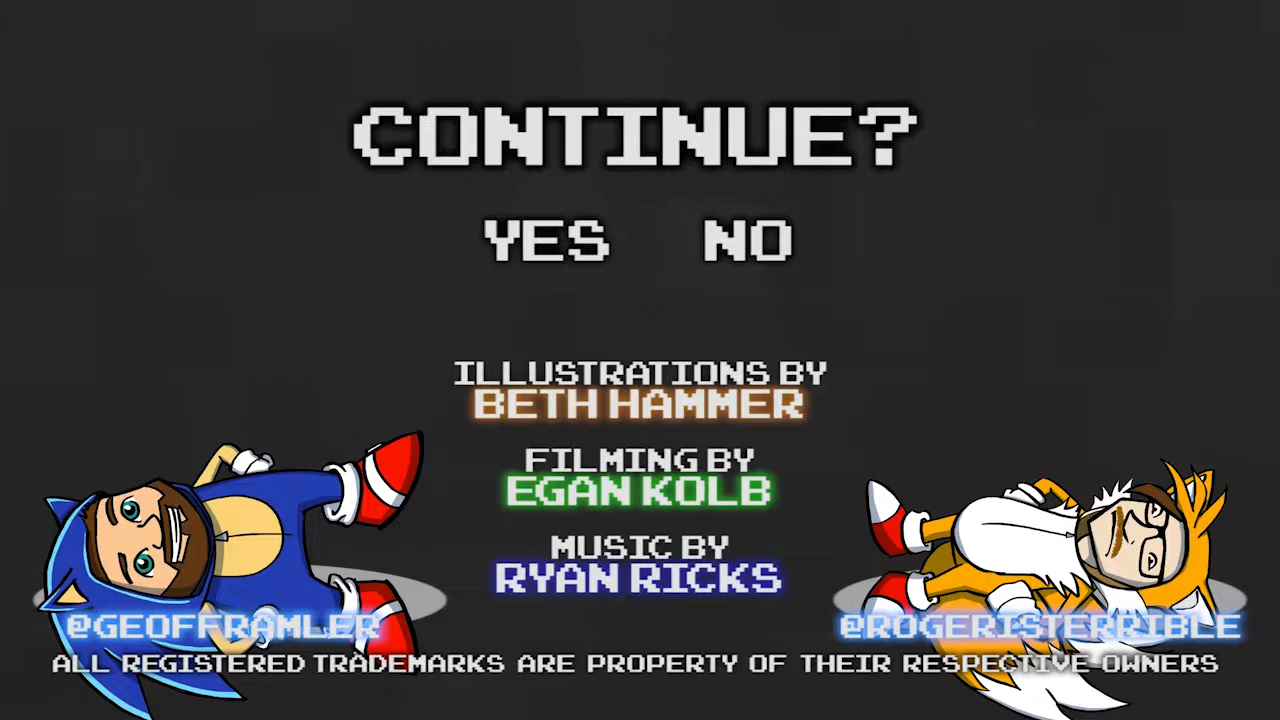 CONTINUE?
YES NO
ILLUSTRATIONS BY
BETH HAMMER
FILMING BY
EGAN KOLB
MUSIC BY
RYAN RICKS
@GEOFFRAMLER @ROGERISTERRIBLE
ALL REGISTERED TRADEMARKS ARE PROPERTY OF THEIR RESPECTIVE OWNERS